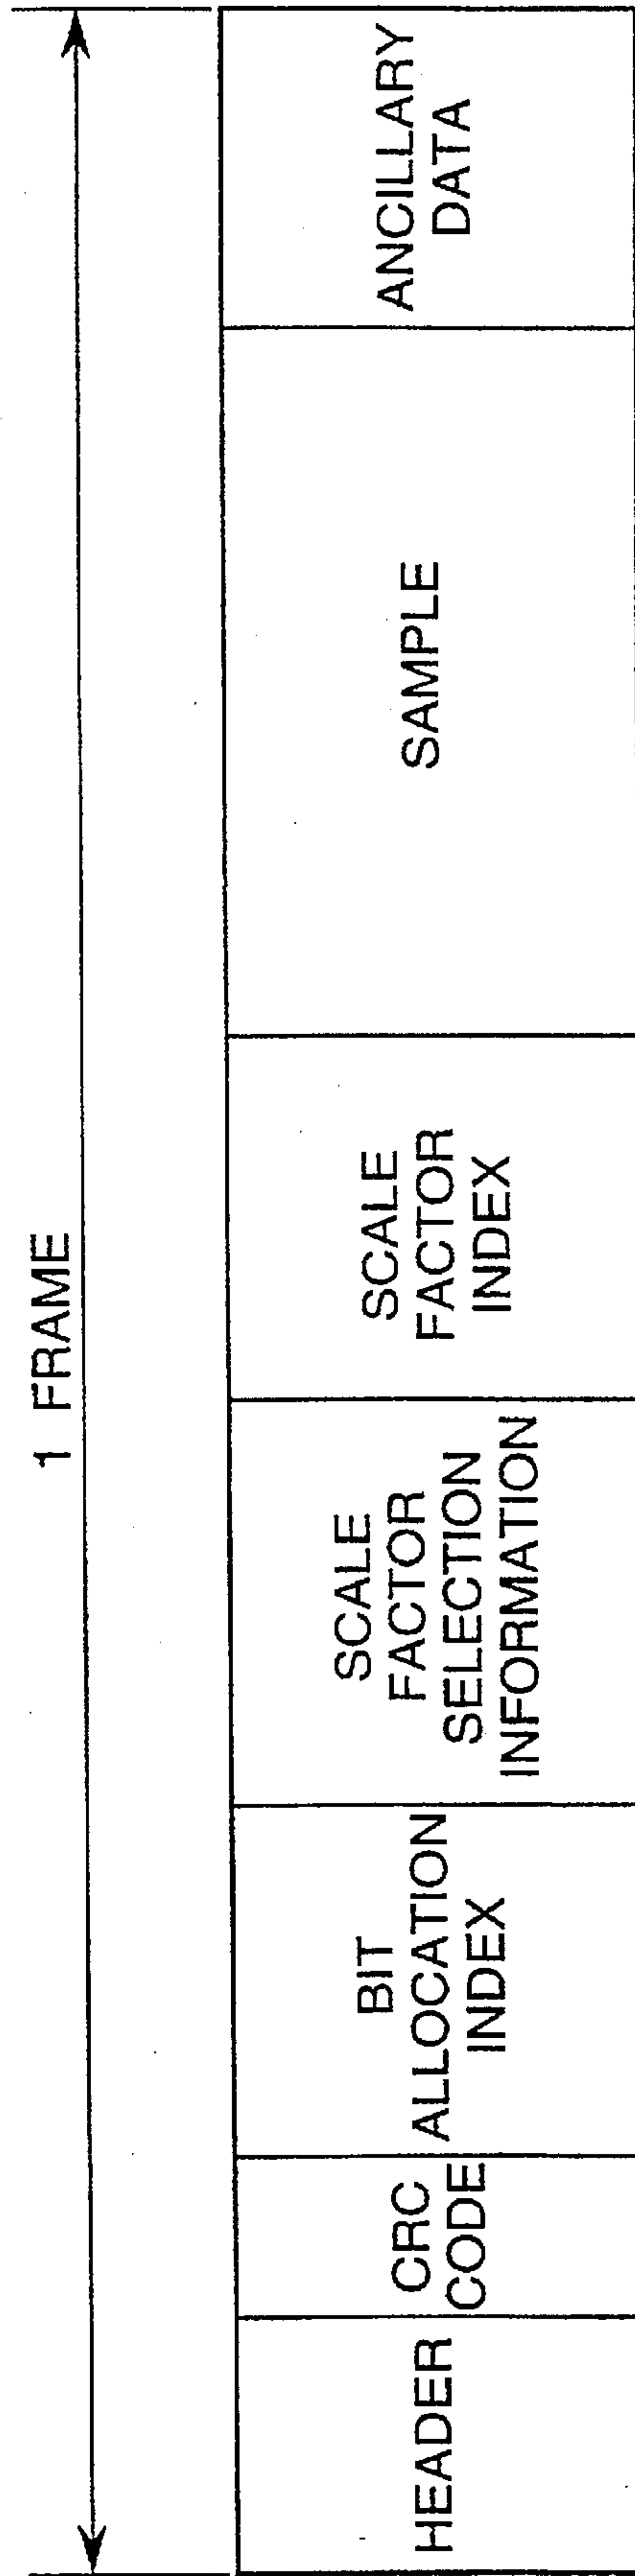 1 FRAME
HEADER
CRC
CODE
BIT
ALLOCATION
INDEX
SCALE
FACTOR
SELECTION
INFORMATION
SCALE
FACTOR
INDEX
SAMPLE
ANCILLARY
DATA